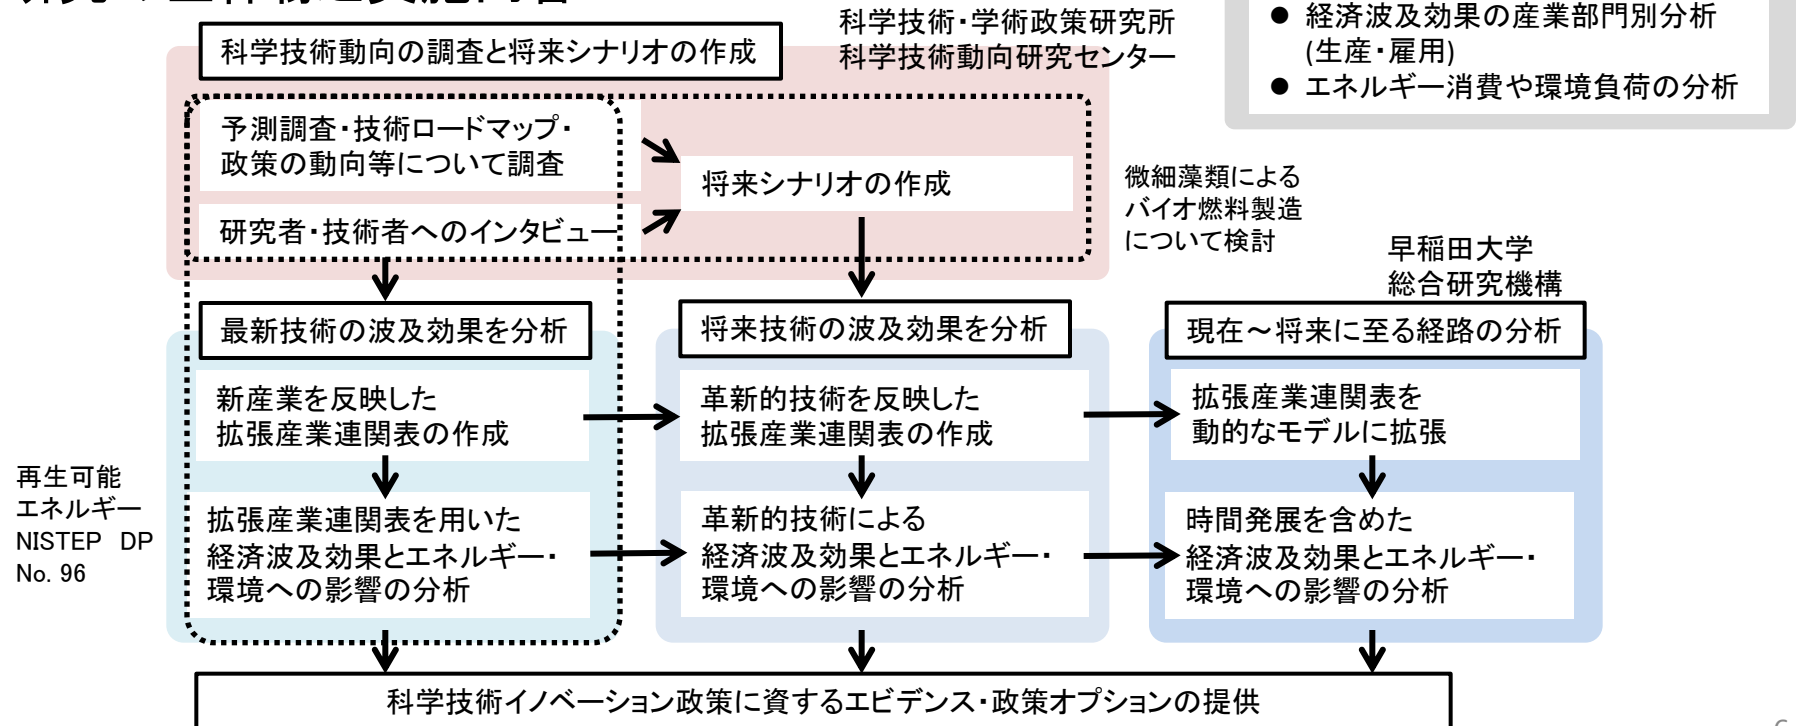 科学技術・学術政策研究所
科学技術動向研究センター
● 経済波及効果の産業部門別分析
(生産・雇用)
● エネルギー消費や環境負荷の分析
科学技術動向の調査と将来シナリオの作成
予測調査・技術ロードマップ・
政策の動向等について調査
将来シナリオの作成
研究者・技術者へのインタビュー
微細藻類による
バイオ燃料製造
について検討
早稲田大学
総合研究機構
最新技術の波及効果を分析
将来技術の波及効果を分析
現在～将来に至る経路の分析
新産業を反映した
拡張産業連関表の作成
革新的技術を反映した
拡張産業連関表の作成
拡張産業連関表を
動的なモデルに拡張
再生可能
エネルギー
NISTEP DP
No. 96
拡張産業連関表を用いた
経済波及効果とエネルギー・
環境への影響の分析
革新的技術による
経済波及効果とエネルギー・
環境への影響の分析
時間発展を含めた
経済波及効果とエネルギー・
環境への影響の分析
科学技術イノベーション政策に資するエビデンス・政策オプションの提供